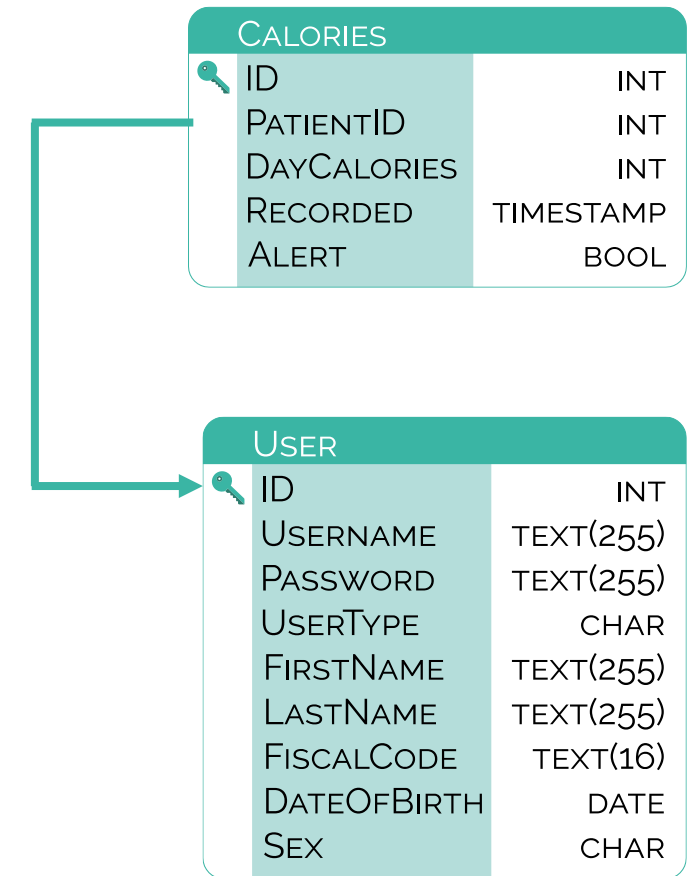 Calories
ID INT
PatientID INT
DayCalories INT
Recorded TIMESTAMP
Alert BOOL
User
ID INT
Username TEXT(255)
Password TEXT(255)
UserType CHAR
FirstName TEXT(255)
LastName TEXT(255)
FiscalCode TEXT(16)
DateOfBirth DATE
Sex CHAR